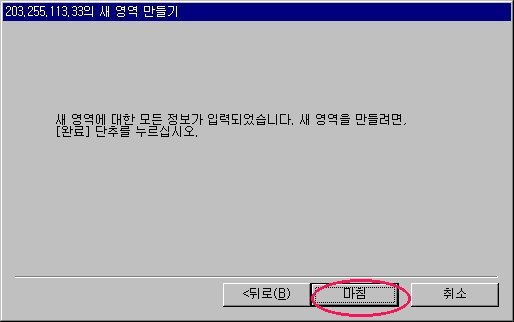 203,255,113,33의 새 영역 만들기
새 영역에 대한 모든 정보가 입력되었습니다. 새 영역을 만들려면,
[완료] 단추를 누르십시오.
<뒤로(B)
마침
취소